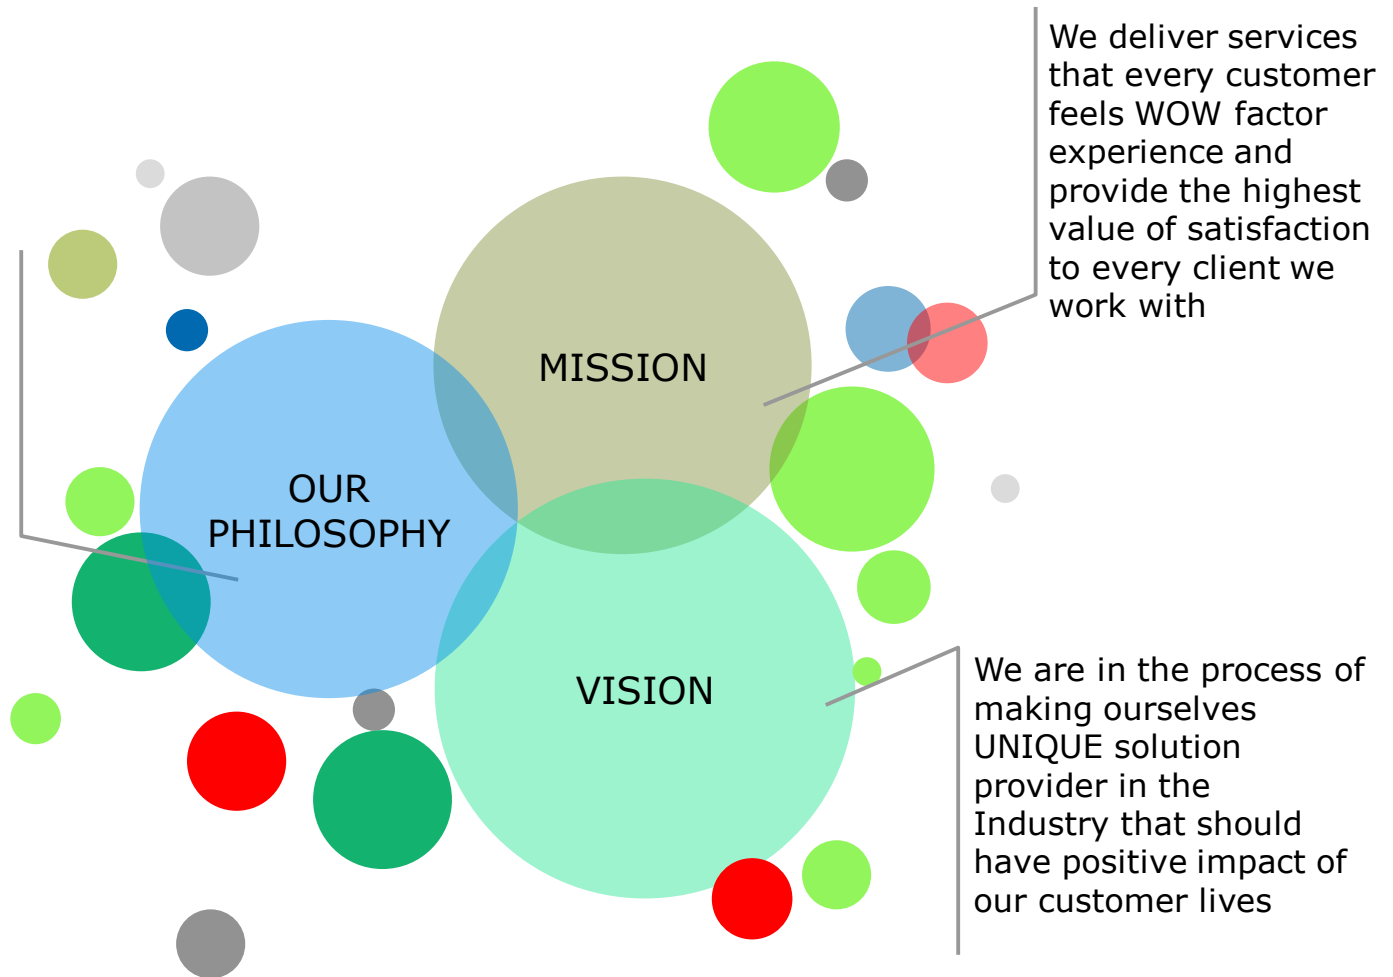 We deliver services
that every customer
feels WOW factor
experience and
provide the highest
value of satisfaction
to every client we
work with
MISSION
OUR
PHILOSOPHY
VISION
We are in the process of
making ourselves
UNIQUE solution
provider in the
Industry that should
have positive impact of
our customer lives